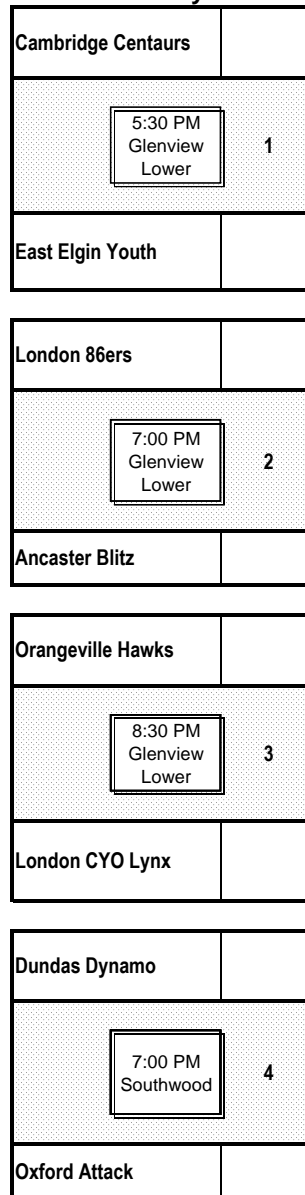 Cambridge Centaurs
5:30 PM
Glenview
Lower
1
East Elgin Youth
London 86ers
7:00 PM
Glenview
Lower
2
Ancaster Blitz
Orangeville Hawks
8:30 PM
Glenview
Lower
3
London CYO Lynx
Dundas Dynamo
7:00 PM
Southwood
4
Oxford Attack